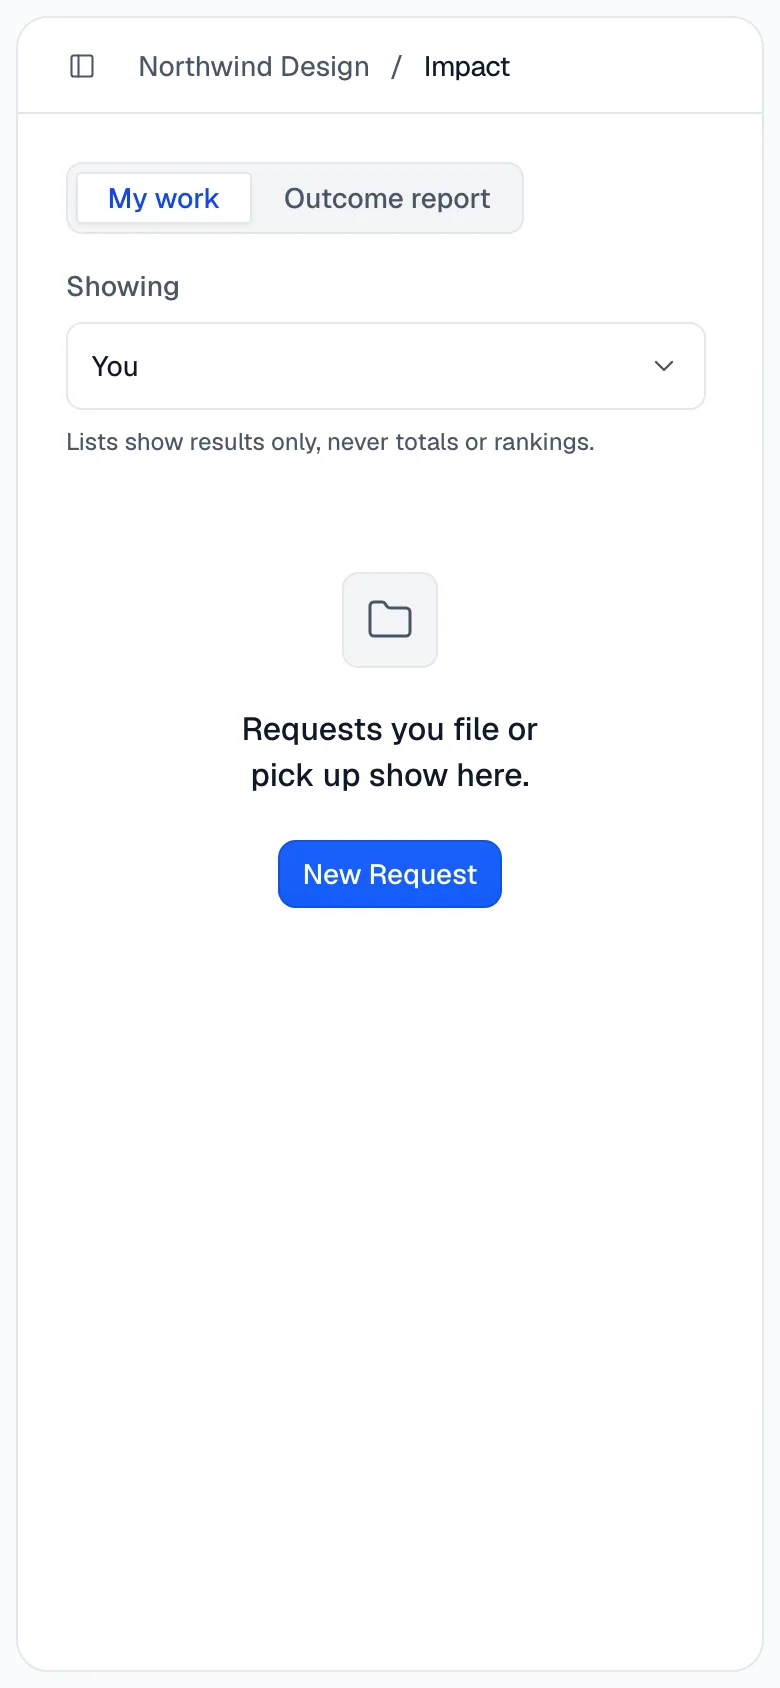 Northwind Design / Impact
My work
Outcome report
Showing
You
Lists show results only, never totals or rankings.
Requests you file or
pick up show here.
New Request